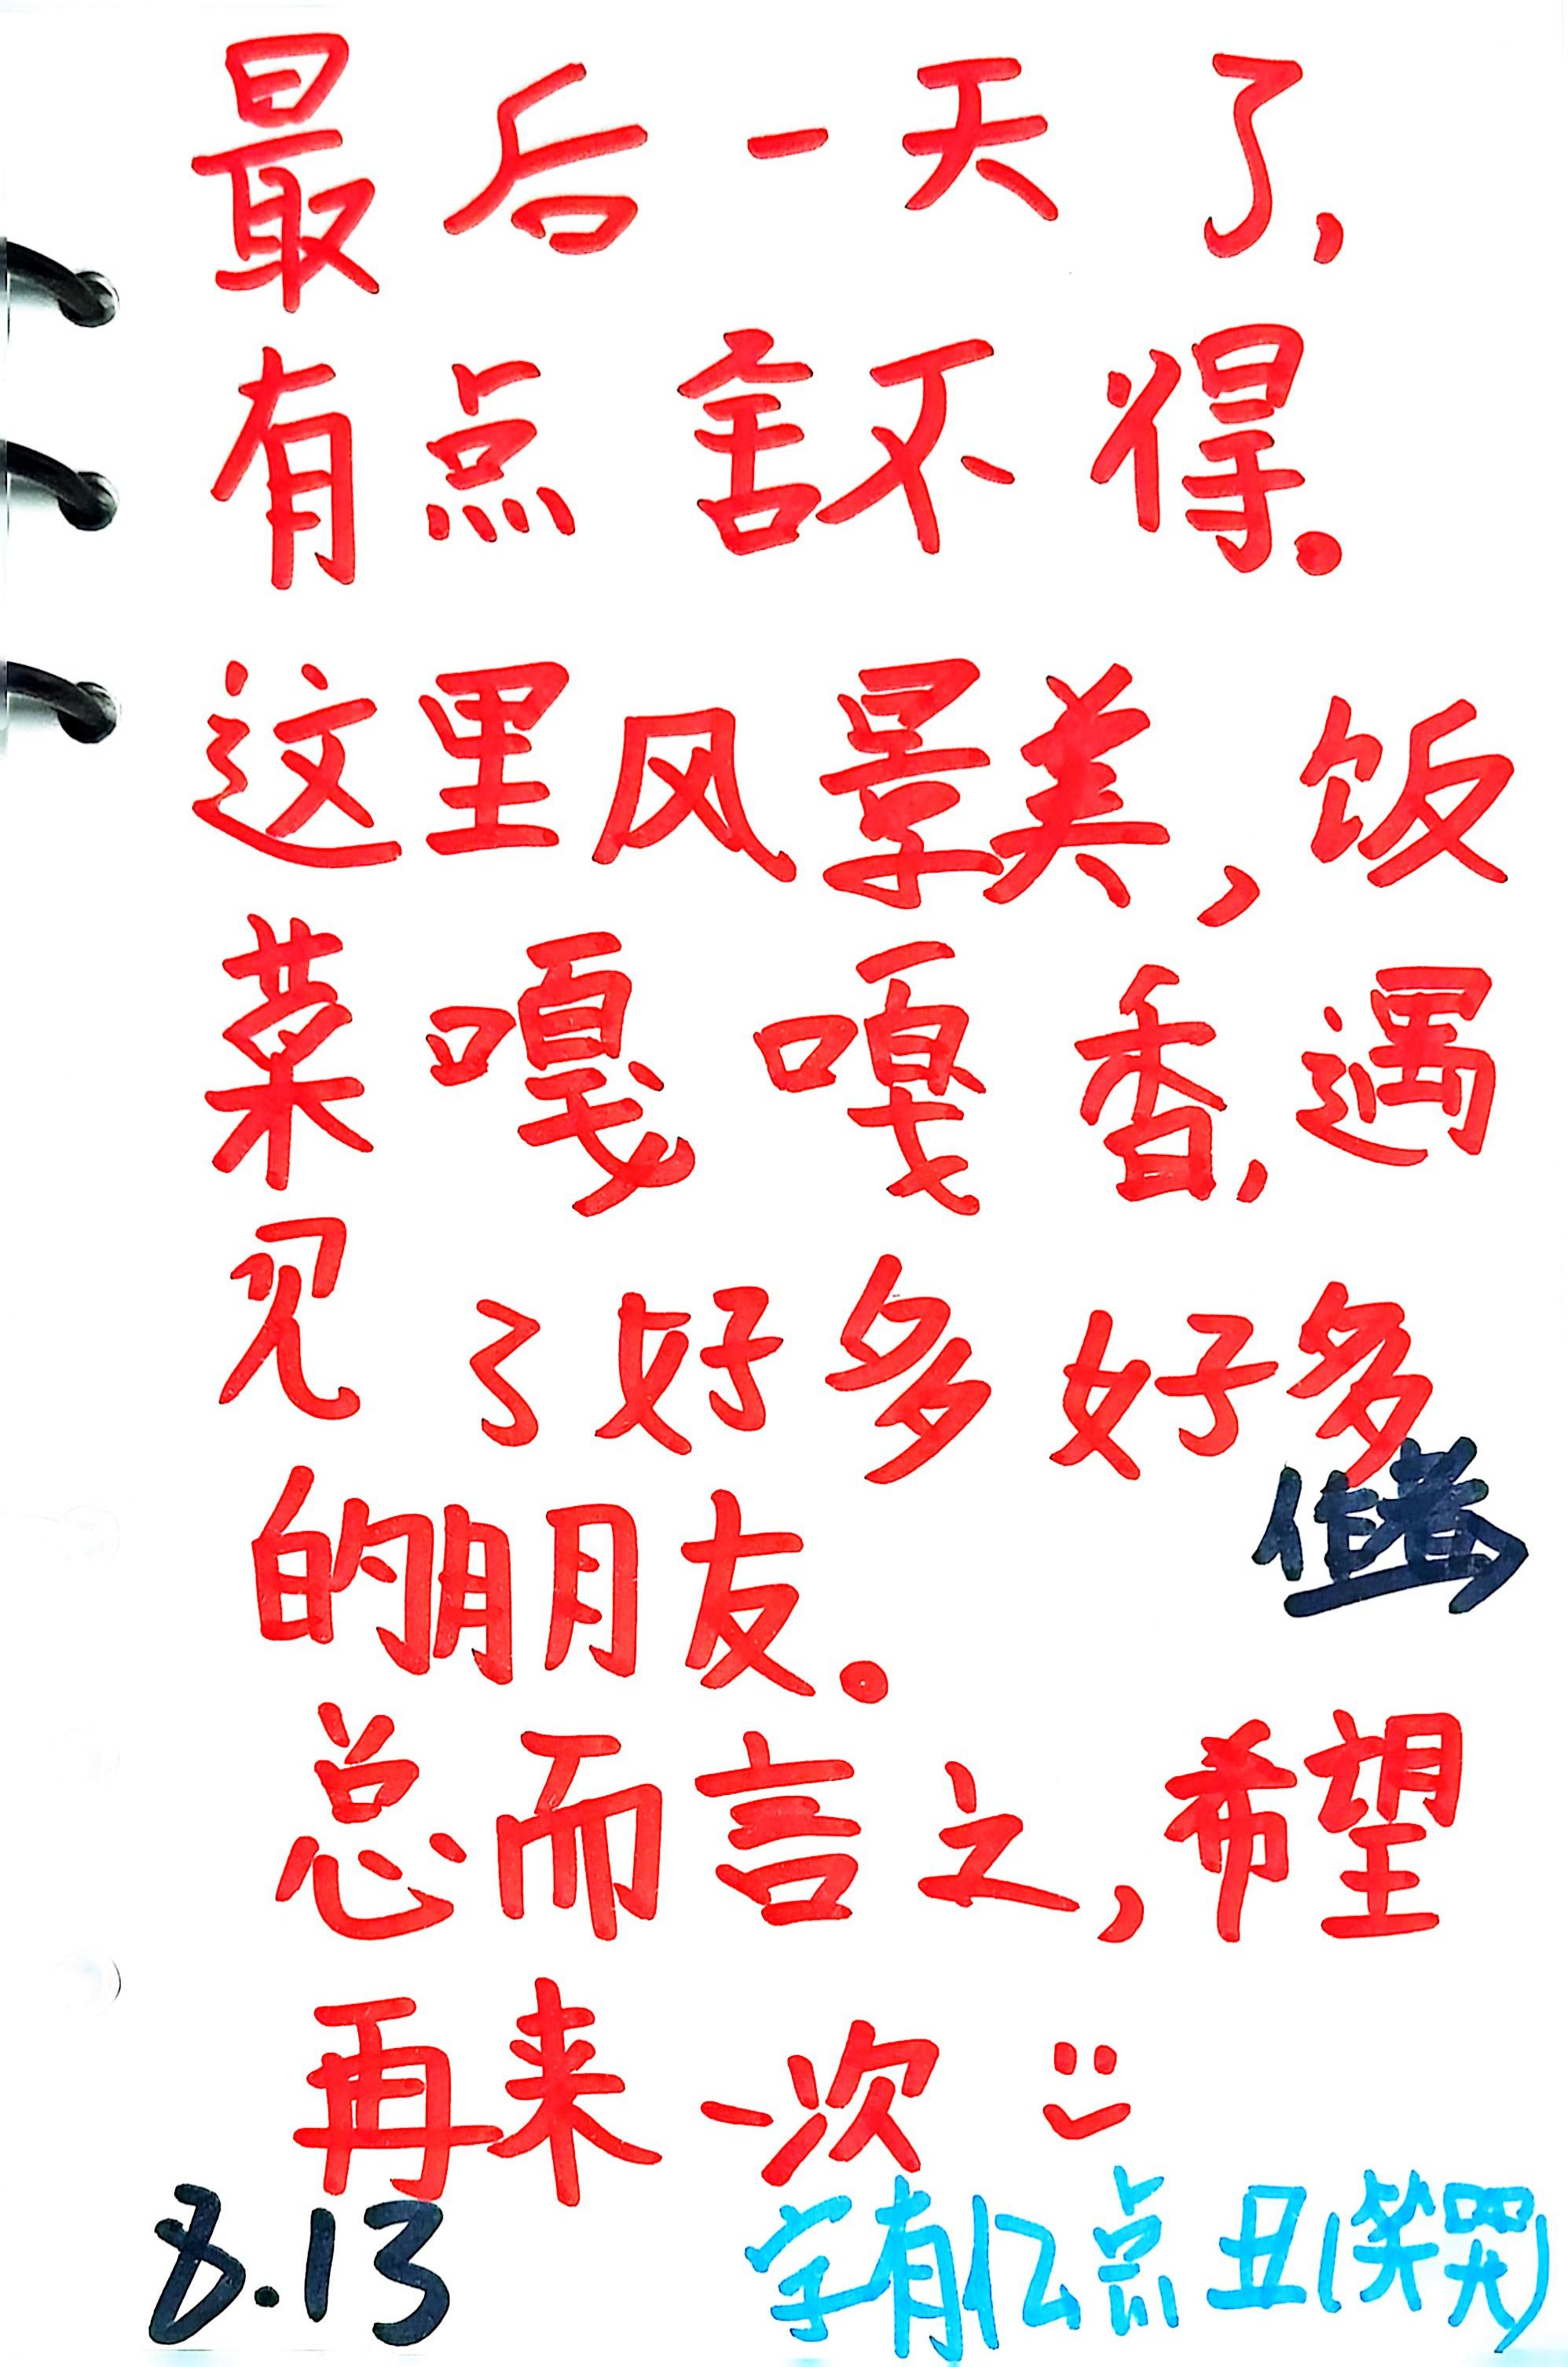 最后一天了,
有点舍不得.
这里风景美,饭
菜嘎嘎香,遇
见了好多好多
的朋友。
作者
总而言之,希望
再来一次
8.13
字有亿点丑(笑哭)